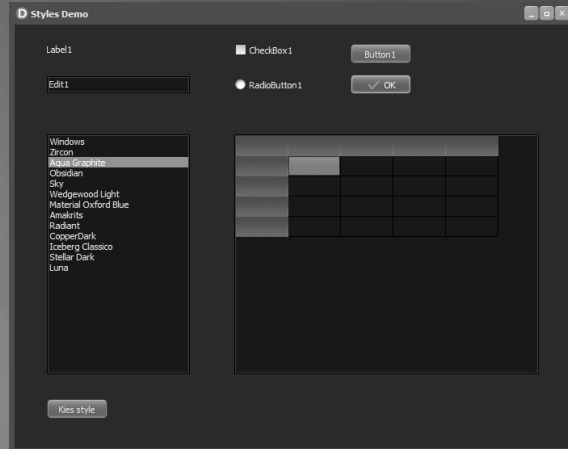 D Styles Demo
Label1
CheckBox1
Button1
Edit1
RadioButton1
OK
Windows
Zircon
Aqua Graphite
Obsidian
Sky
Wedgewood Light
Material Oxford Blue
Amakrits
Radiant
CopperDark
Iceberg Classico
Stellar Dark
Luna
Kies style